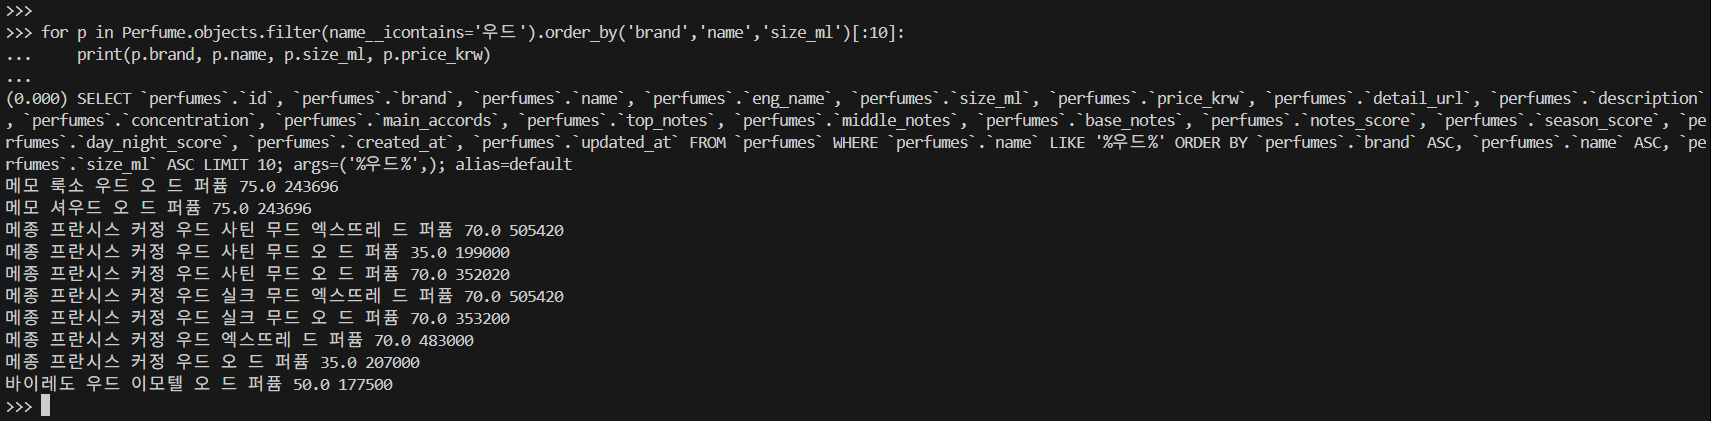 >>>
>>> for p in Perfume.objects.filter(name__icontains='우드').order_by('brand','name','size_ml')[:10]:
...     print(p.brand, p.name, p.size_ml, p.price_krw)
...
(0.000) SELECT `perfumes`.`id`, `perfumes`.`brand`, `perfumes`.`name`, `perfumes`.`eng_name`, `perfumes`.`size_ml`, `perfumes`.`price_krw`, `perfumes`.`detail_url`, `perfumes`.`description`
, `perfumes`.`concentration`, `perfumes`.`main_accords`, `perfumes`.`top_notes`, `perfumes`.`middle_notes`, `perfumes`.`base_notes`, `perfumes`.`notes_score`, `perfumes`.`season_score`, `pe
rfumes`.`day_night_score`, `perfumes`.`created_at`, `perfumes`.`updated_at` FROM `perfumes` WHERE `perfumes`.`name` LIKE '%우드%' ORDER BY `perfumes`.`brand` ASC, `perfumes`.`name` ASC, `pe
rfumes`.`size_ml` ASC LIMIT 10; args=('%우드%',); alias=default
메모 룩소 우드 오 드 퍼퓸 75.0 243696
메모 셔우드 오 드 퍼퓸 75.0 243696
메종 프란시스 커정 우드 사틴 무드 엑스뜨레 드 퍼퓸 70.0 505420
메종 프란시스 커정 우드 사틴 무드 오 드 퍼퓸 35.0 199000
메종 프란시스 커정 우드 사틴 무드 오 드 퍼퓸 70.0 352020
메종 프란시스 커정 우드 실크 무드 엑스뜨레 드 퍼퓸 70.0 505420
메종 프란시스 커정 우드 실크 무드 오 드 퍼퓸 70.0 353200
메종 프란시스 커정 우드 엑스뜨레 드 퍼퓸 70.0 483000
메종 프란시스 커정 우드 오 드 퍼퓸 35.0 207000
바이레도 우드 이모텔 오 드 퍼퓸 50.0 177500
>>>